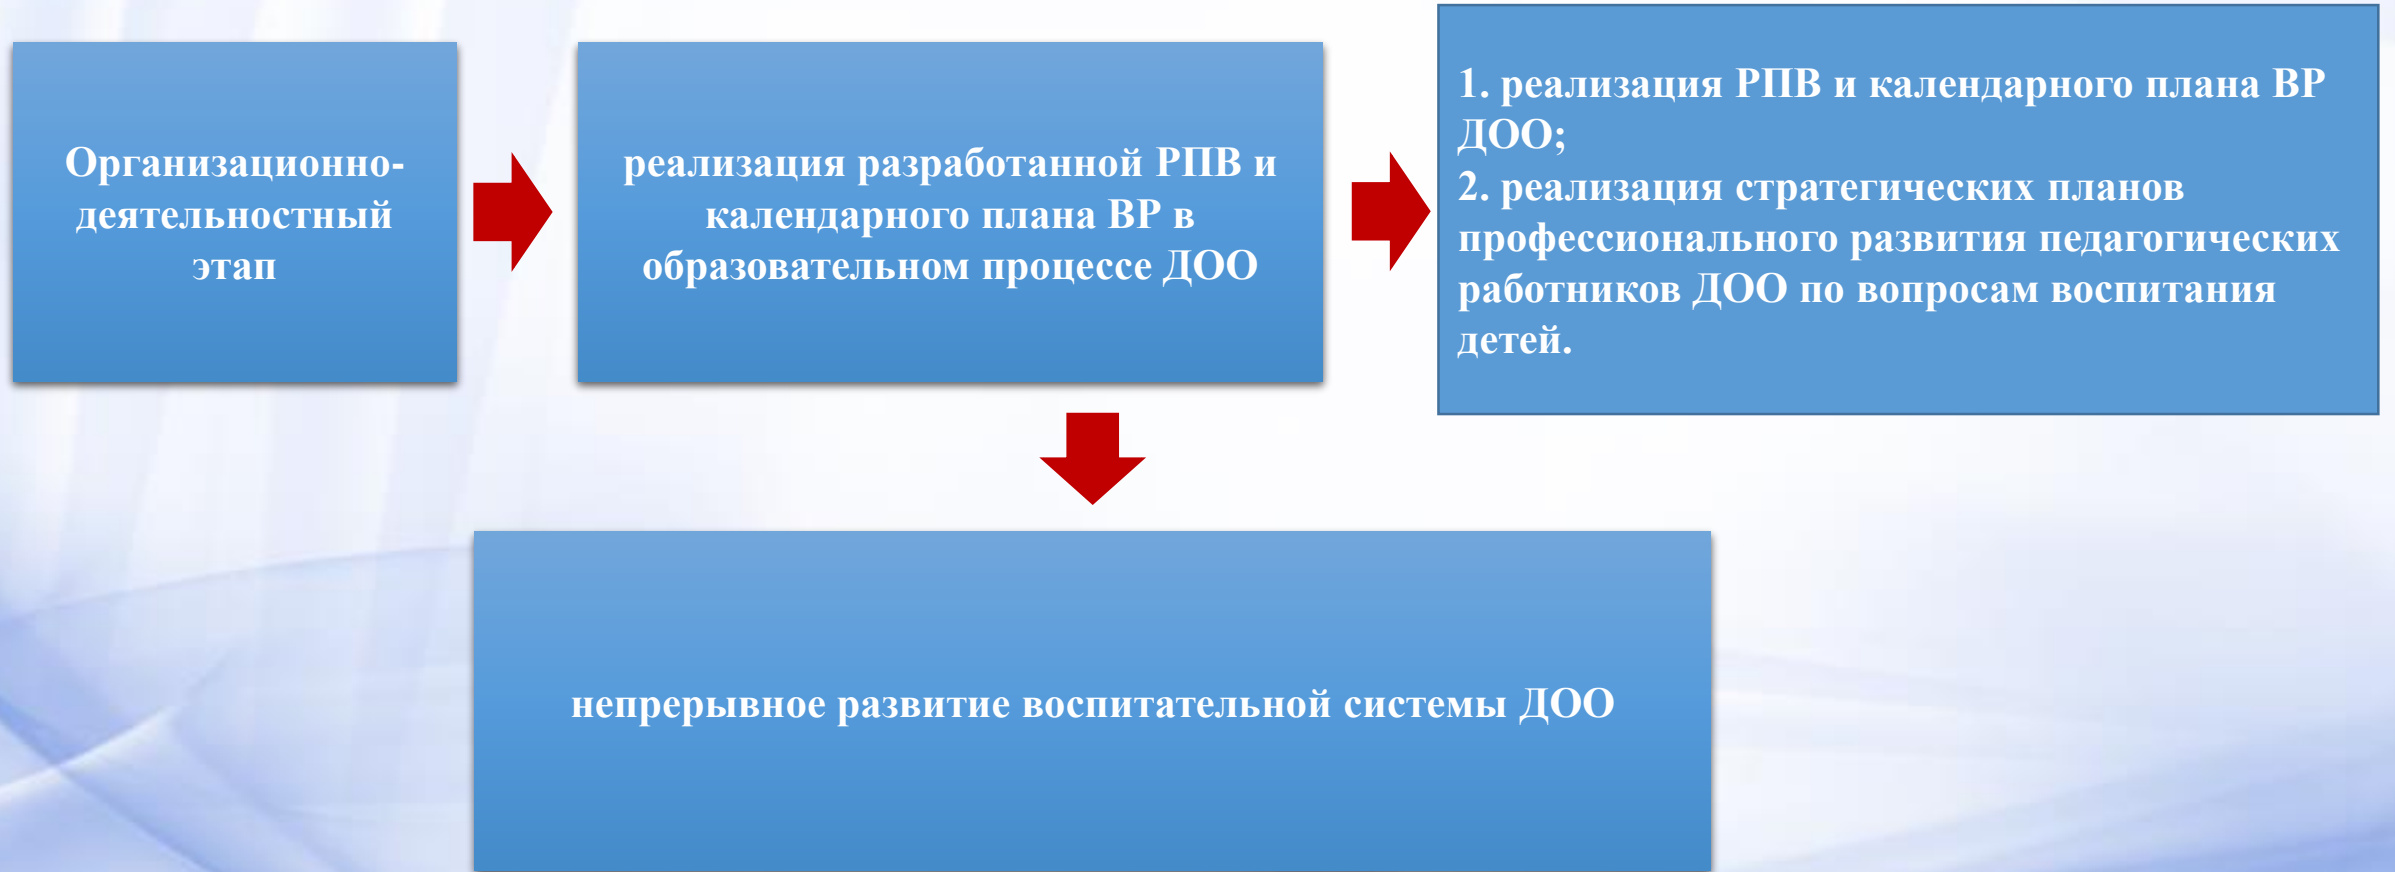 Организационно-
деятельностный
этап
реализация разработанной РПВ и
календарного плана ВР в
образовательном процессе ДОО
1. реализация РПВ и календарного плана ВР
ДОО;
2. реализация стратегических планов
профессионального развития педагогических
работников ДОО по вопросам воспитания
детей.
непрерывное развитие воспитательной системы ДОО